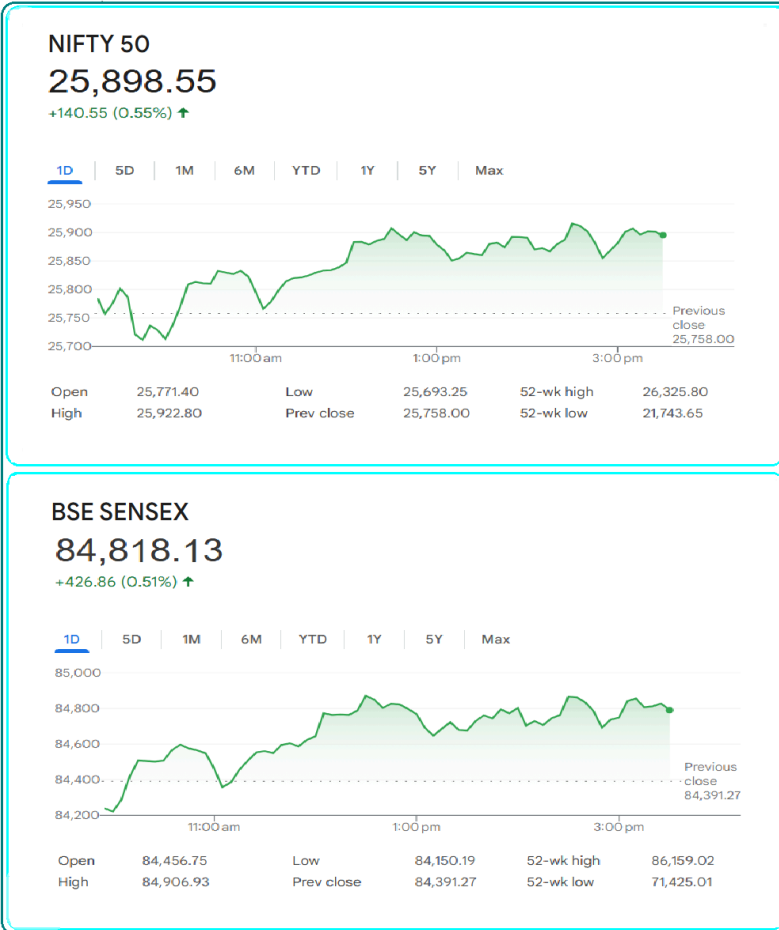 NIFTY 50
25,898.55
+140.55 (0.55%) ↑
1D 5D 1M 6M YTD 1Y 5Y Max
25,950
25,900
25,850
25,800
25,750
25,700
Previous
close
25,758.00
11:00 am 1:00 pm 3:00 pm
Open 25,771.40 Low 25,693.25 52-wk high 26,325.80
High 25,922.80 Prev close 25,758.00 52-wk low 21,743.65
BSE SENSEX
84,818.13
+426.86 (0.51%) ↑
1D 5D 1M 6M YTD 1Y 5Y Max
85,000
84,800
84,600
84,400
84,200
Previous
close
84,391.27
11:00 am 1:00 pm 3:00 pm
Open 84,456.75 Low 84,150.19 52-wk high 86,159.02
High 84,906.93 Prev close 84,391.27 52-wk low 71,425.01